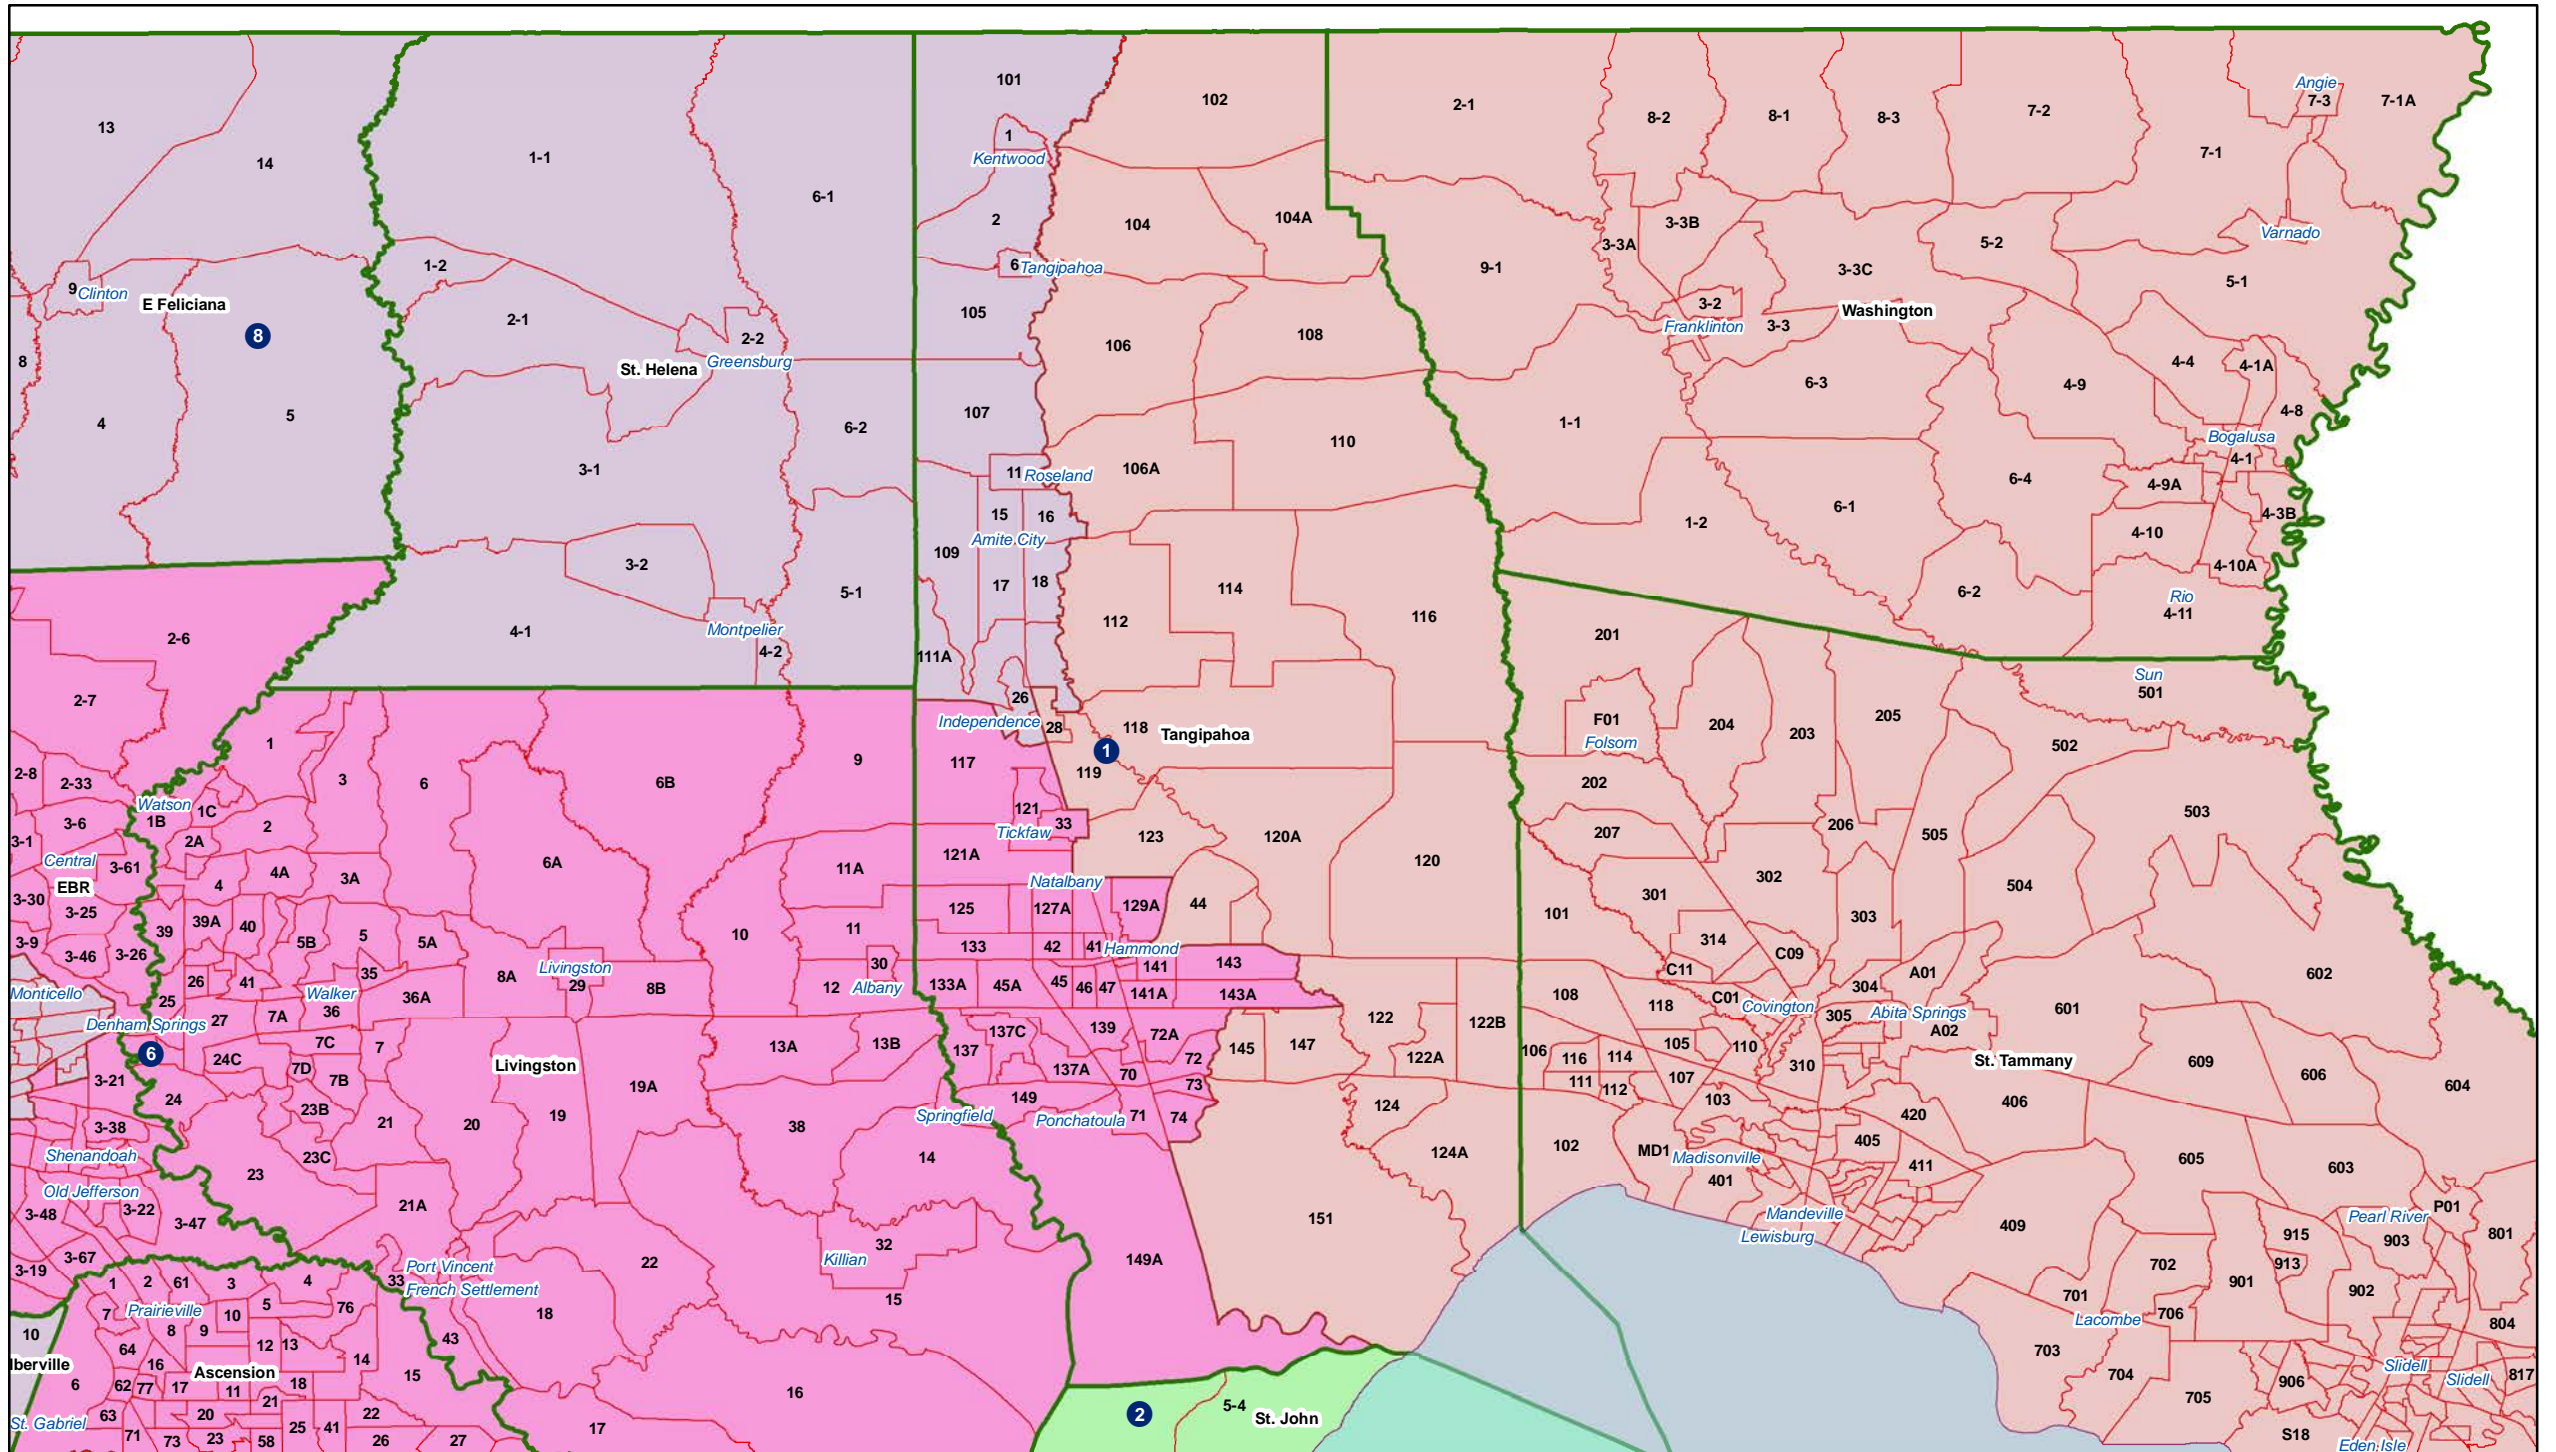 101
102
2-1
8-2
8-1
8-3
7-2
Angie
7-3
7-1A
13
14
1-1
6-1
1
Kentwood
7-1
2
104
104A
3-3A
3-3B
5-2
Varnado
9
Clinton
E Feliciana
1-2
6
Tangipahoa
9-1
3-3C
5-1
8
2-1
2-2
St. Helena
Greensburg
105
106
108
3-2
Franklinton
3-3
Washington
8
4
5
107
6-2
110
1-1
6-3
4-9
4-4
4-1A
4-8
Bogalusa
4-1
3-1
11
Roseland
106A
6-4
4-9A
15
16
Amite City
109
17
18
1-2
6-1
4-3B
4-10
4-10A
3-2
5-1
114
112
116
6-2
Rio
4-11
2-6
4-1
Montpelier
4-2
111A
201
Sun
501
2-7
26
Independence
28
118
Tangipahoa
1
119
F01
Folsom
204
203
205
502
1
3
6
6B
9
117
202
2-8
2-33
Watson
1B
1C
121
33
Tickfaw
503
3-6
2
2A
123
120A
207
206
505
3-1
Central
3-61
EBR
4
4A
3A
6A
11A
121A
120
302
504
Natalbany
3-30
3-25
39
39A
40
125
127A
129A
44
101
301
303
3-9
3-46
3-26
5B
5
5A
10
11
133
42
41
Hammond
314
C09
Monticello
26
41
35
8A
Livingston
29
8B
30
12
Albany
133A
45A
45
46
47
141
143
141A
143A
C11
304
A01
602
25
Walker
36
36A
108
118
C01
Covington
305
Abita Springs
A02
601
Denham Springs
27
7A
6
7C
7
24C
7D
7B
Livingston
13A
13B
137
137C
139
72A
72
145
147
122
122A
122B
106
116
114
105
110
310
St. Tammany
609
606
604
3-21
24
19A
137A
70
73
111
112
107
23B
21
20
19
149
Springfield
Ponchatoula
71
74
124
103
420
406
3-38
38
405
Shenandoah
23
23C
14
124A
102
MD1
Madisonville
401
411
605
603
Old Jefferson
3-48
3-22
3-47
21A
151
Mandeville
Lewisburg
409
Pearl River
P01
903
801
915
913
3-67
3-19
32
Killian
22
149A
702
901
902
1
2
61
3
4
33
Port Vincent
French Settlement
15
701
706
Lacombe
804
7
Prairieville
10
5
76
18
10
8
9
43
64
16
12
13
14
703
704
Slidell
Slidell
817
Iberville
Ascension
6
62
77
17
11
18
15
16
906
705
21
63
20
22
St. Gabriel
2
5-4
St. John
71
73
23
58
25
41
26
27
17
S18
Eden Isle